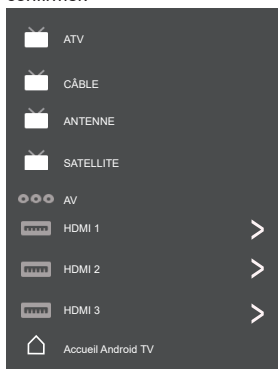 ATV
CÂBLE
ANTENNE
SATELLITE
AV
HDMI 1
HDMI 2
HDMI 3
Accueil Android TV